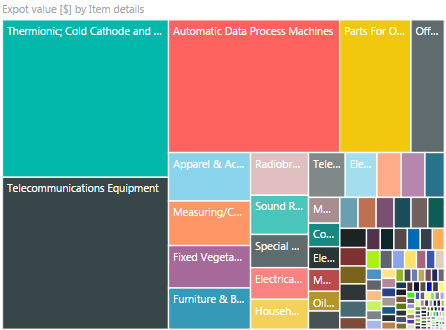 Expot value [$] by Item details
Thermionic; Cold Cathode and ...
Automatic Data Process Machines
Parts For O...
Off...
Telecommunications Equipment
Apparel & Ac...
Radiobr...
Tele...
Ele...
Measuring/C...
Sound R...
M...
Co...
Fixed Vegeta...
Special ...
Ele...
Electrica...
M...
Furniture & B...
Househ...
Oil...